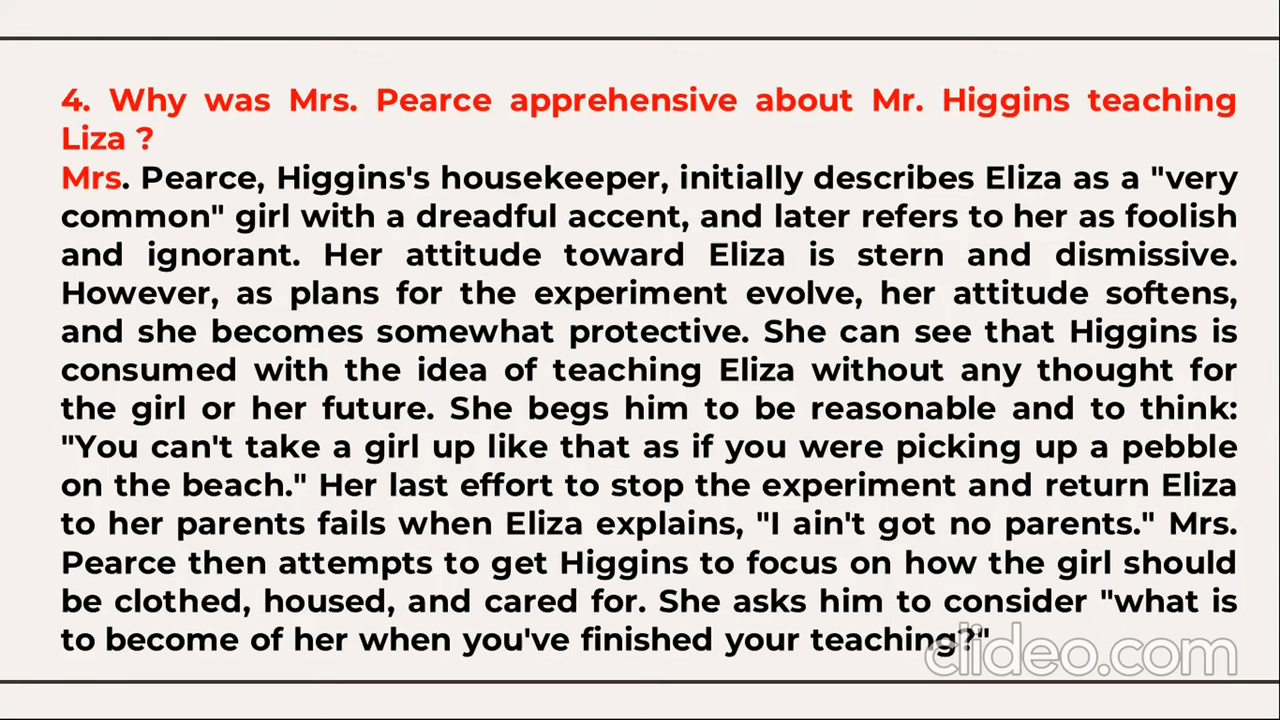 4. Why was Mrs. Pearce apprehensive about Mr. Higgins teaching
Liza ?
Mrs. Pearce, Higgins's housekeeper, initially describes Eliza as a "very
common" girl with a dreadful accent, and later refers to her as foolish
and ignorant. Her attitude toward Eliza is stern and dismissive.
However, as plans for the experiment evolve, her attitude softens,
and she becomes somewhat protective. She can see that Higgins is
consumed with the idea of teaching Eliza without any thought for
the girl or her future. She begs him to be reasonable and to think:
"You can't take a girl up like that as if you were picking up a pebble
on the beach." Her last effort to stop the experiment and return Eliza
to her parents fails when Eliza explains, "I ain't got no parents." Mrs.
Pearce then attempts to get Higgins to focus on how the girl should
be clothed, housed, and cared for. She asks him to consider "what is
to become of her when you've finished your teaching?"
clideo.com